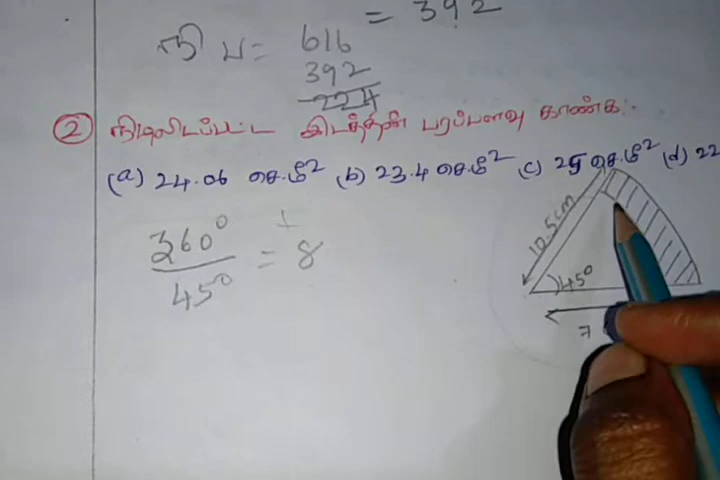 = 392
நி ப = 616
392
224
② நிழலிடப்பட்ட இடத்தின் பரப்பளவு காண்க:-
(a) 24.06 செ.மீ² (b) 23.4 செ.மீ² (c) 25 செ.மீ² (d) 22
360° / 45° = 8
10.5cm
45°
7